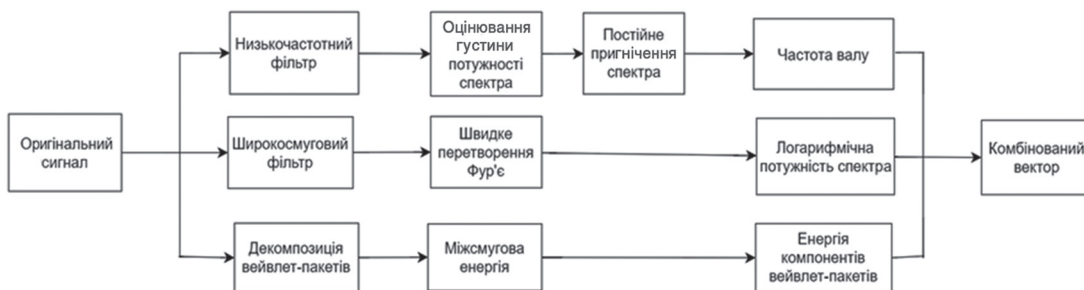 Оригінальний
сигнал
Низькочастотний
фільтр
Оцінювання
густини
потужності
спектра
Постійне
пригнічення
спектра
Частота валу
Широкосмуговий
фільтр
Швидке
перетворення
Фур'є
Логарифмічна
потужність спектра
Декомпозиція
вейвлет-пакетів
Міжсмугова
енергія
Енергія
компонентів
вейвлет-пакетів
Комбінований
вектор